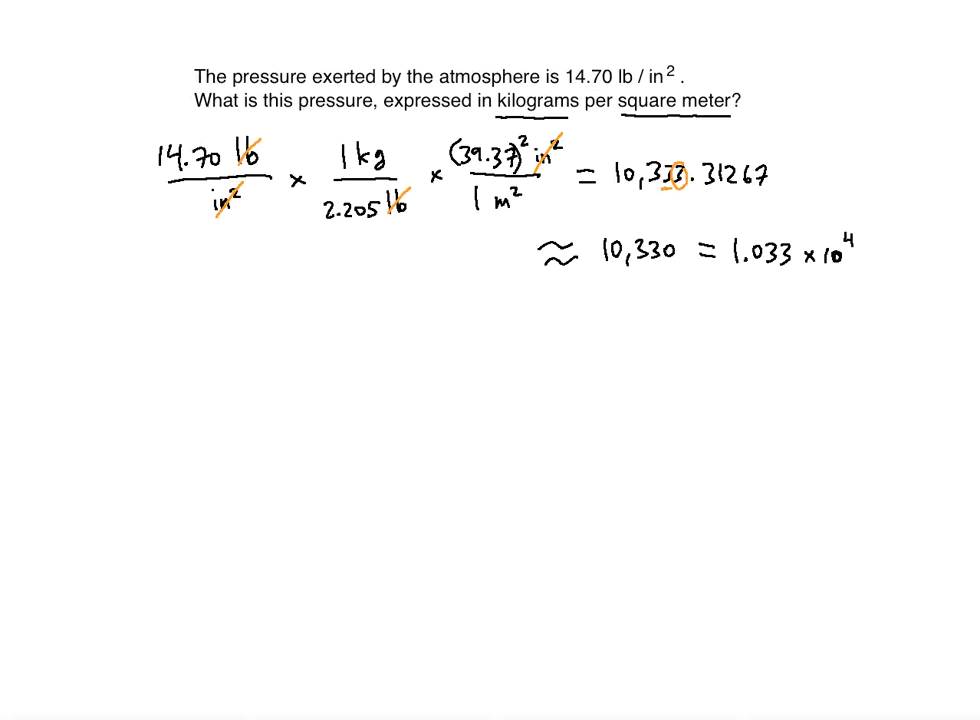 The pressure exerted by the atmosphere is 14.70 lb / in².
What is this pressure, expressed in kilograms per square meter?
14.70 lb / in² × 1 kg / 2.205 lb × (39.37)² in² / 1 m² = 10,333.31267
≈ 10,330 = 1.033 × 10⁴